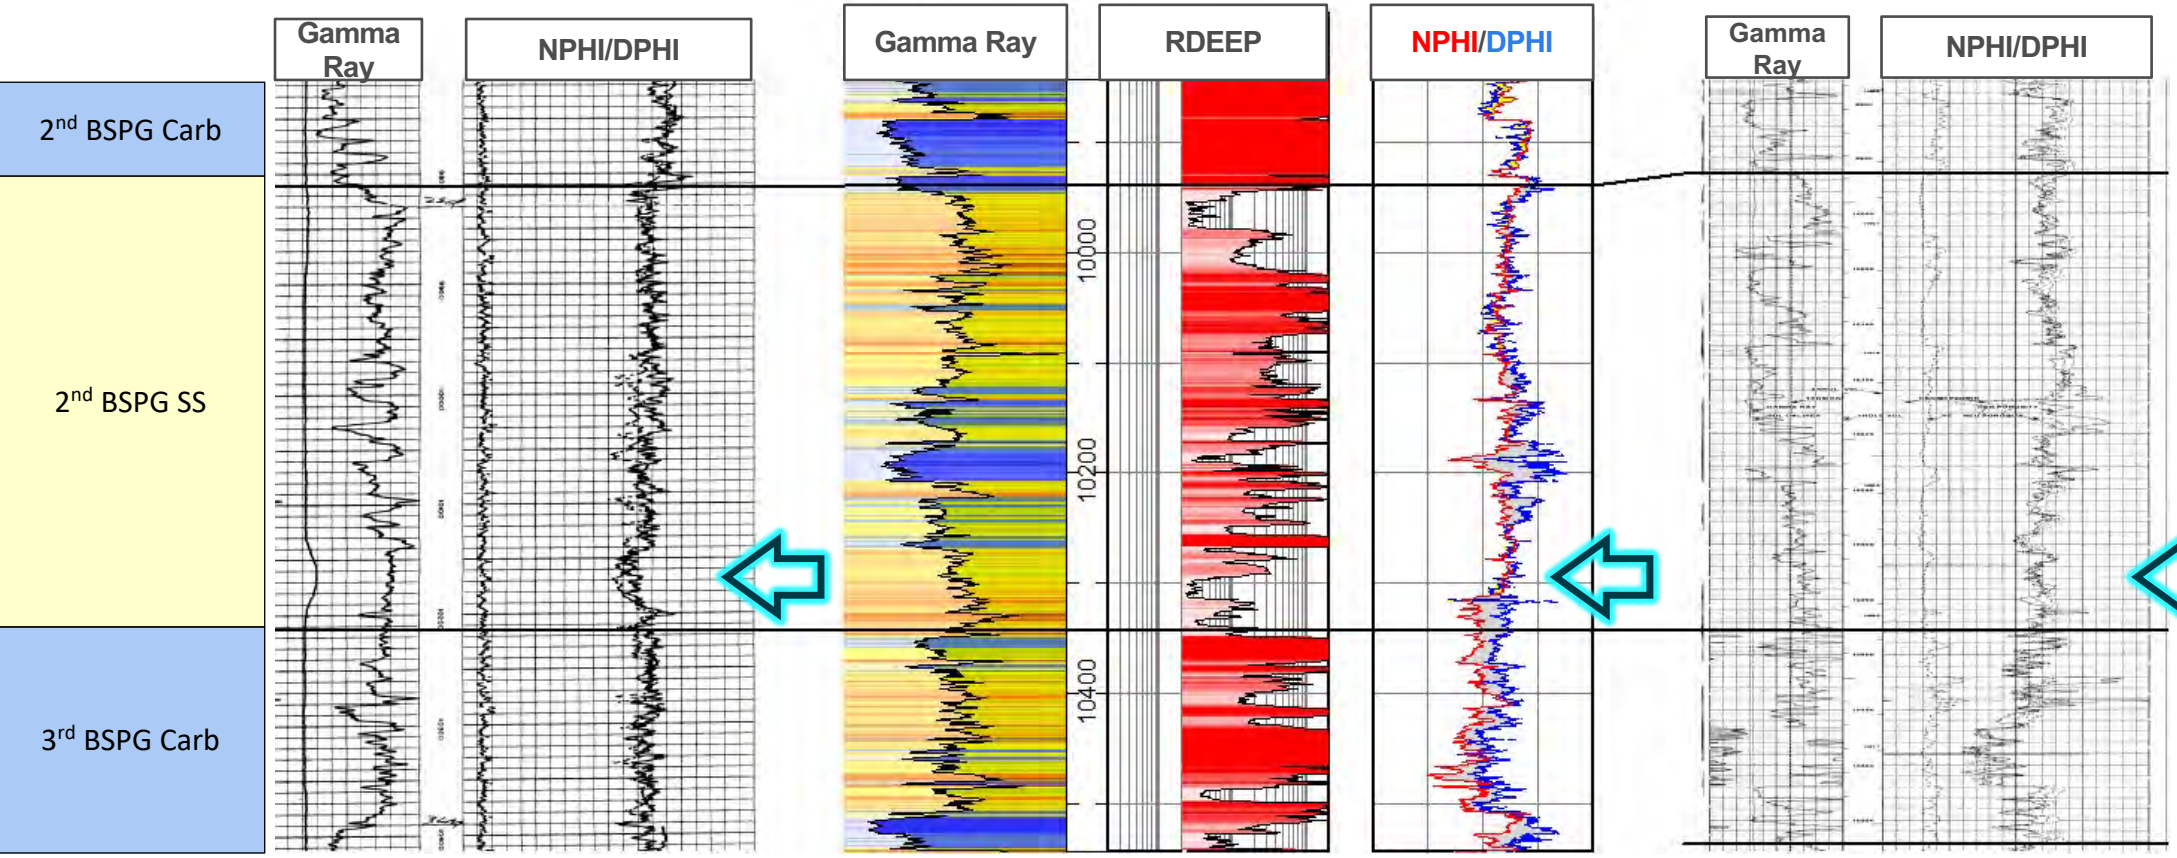 Gamma
Ray
NPHI/DPHI
Gamma Ray
RDEEP
NPHI/DPHI
Gamma
Ray
NPHI/DPHI
2nd BSPG Carb
2nd BSPG SS
3rd BSPG Carb
10000
10200
10400